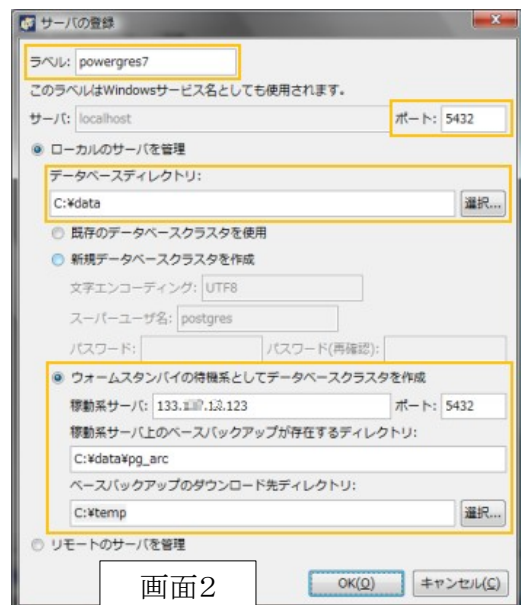 サーバの登録
ラベル: powergres7
このラベルはWindowsサービス名としても使用されます。
サーバ: localhost ポート: 5432
ローカルのサーバを管理
データベースディレクトリ:
C:¥data 選択...
既存のデータベースクラスタを使用
新規データベースクラスタを作成
文字エンコーディング: UTF8
スーパーユーザ名: postgres
パスワード: パスワード(再確認):
ウォームスタンバイの待機系としてデータベースクラスタを作成
稼動系サーバ: ポート: 5432
稼動系サーバ上のベースバックアップが存在するディレクトリ:
C:¥data¥pg_arc
ベースバックアップのダウンロード先ディレクトリ:
C:¥temp 選択...
リモートのサーバを管理
画面2 OK(O) キャンセル(C)